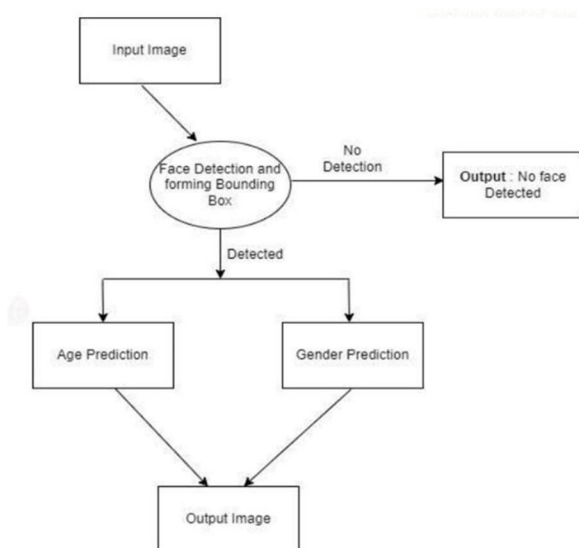 Input Image
Face Detection and
forming Bounding
Box
No
Detection
Output : No face
Detected
Detected
Age Prediction
Gender Prediction
Output Image